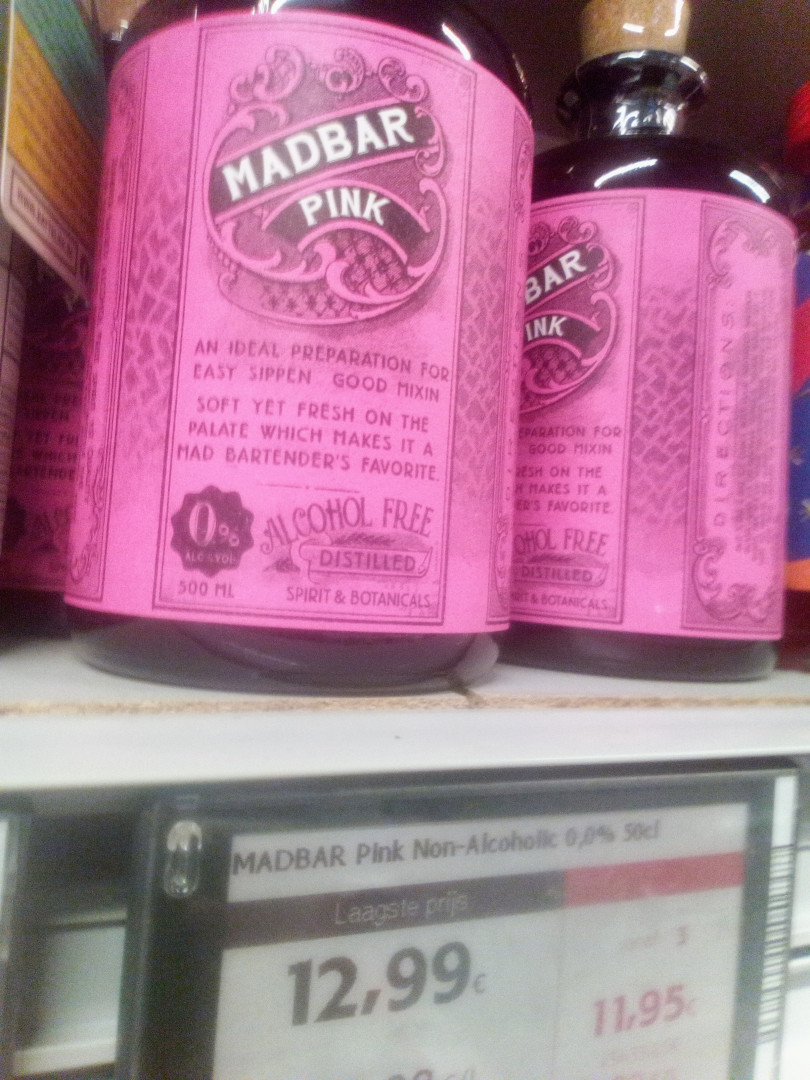 MADBAR
PINK
AN IDEAL PREPARATION FOR
EASY SIPPEN GOOD MIXIN
SOFT YET FRESH ON THE
PALATE WHICH MAKES IT A
MAD BARTENDER'S FAVORITE.
0%
ALC. VOL
ALCOHOL FREE
DISTILLED
500 ML
SPIRIT & BOTANICALS
BAR
INK
EPARATION FOR
GOOD MIXIN
ESH ON THE
H MAKES IT A
ER'S FAVORITE.
OHOL FREE
DISTILLED
RIT & BOTANICALS
DIRECTIONS:
MADBAR Pink Non-Alcoholic 0,0% 50cl
Laagste prijs
3
12,99€
11,95€